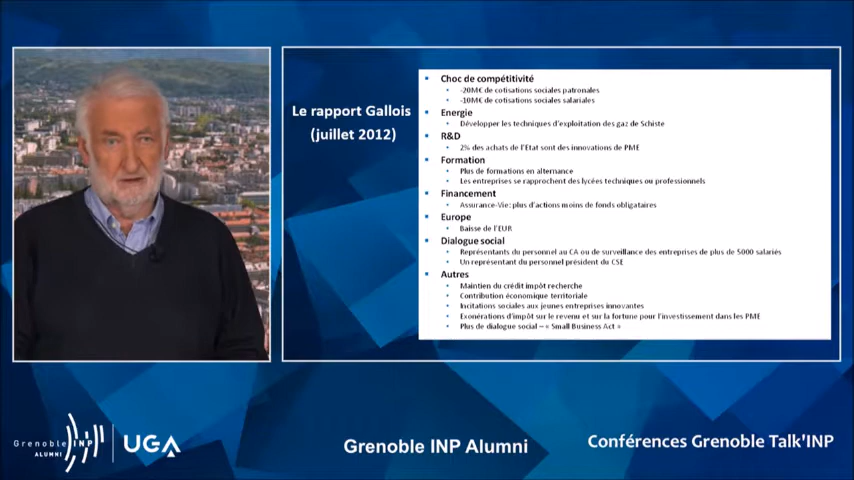 Le rapport Gallois
(juillet 2012)
Choc de compétitivité
-20M€ de cotisations sociales patronales
-10M€ de cotisations sociales salariales
Energie
Développer les techniques d'exploitation des gaz de Schiste
R&D
2% des achats de l'Etat sont des innovations de PME
Formation
Plus de formations en alternance
Les entreprises se rapprochent des lycées techniques ou professionnels
Financement
Assurance-Vie: plus d'actions moins de fonds obligataires
Europe
Baisse de l'EUR
Dialogue social
Représentants du personnel au CA ou de surveillance des entreprises de plus de 5000 salariés
Un représentant du personnel président du CSE
Autres
Maintien du crédit impôt recherche
Contribution économique territoriale
Incitations sociales aux jeunes entreprises innovantes
Exonérations d'impôt sur le revenu et sur la fortune pour l'investissement dans les PME
Plus de dialogue social – « Small Business Act »
Grenoble INP
ALUMNI
UGA
Grenoble INP Alumni
Conférences Grenoble Talk'INP